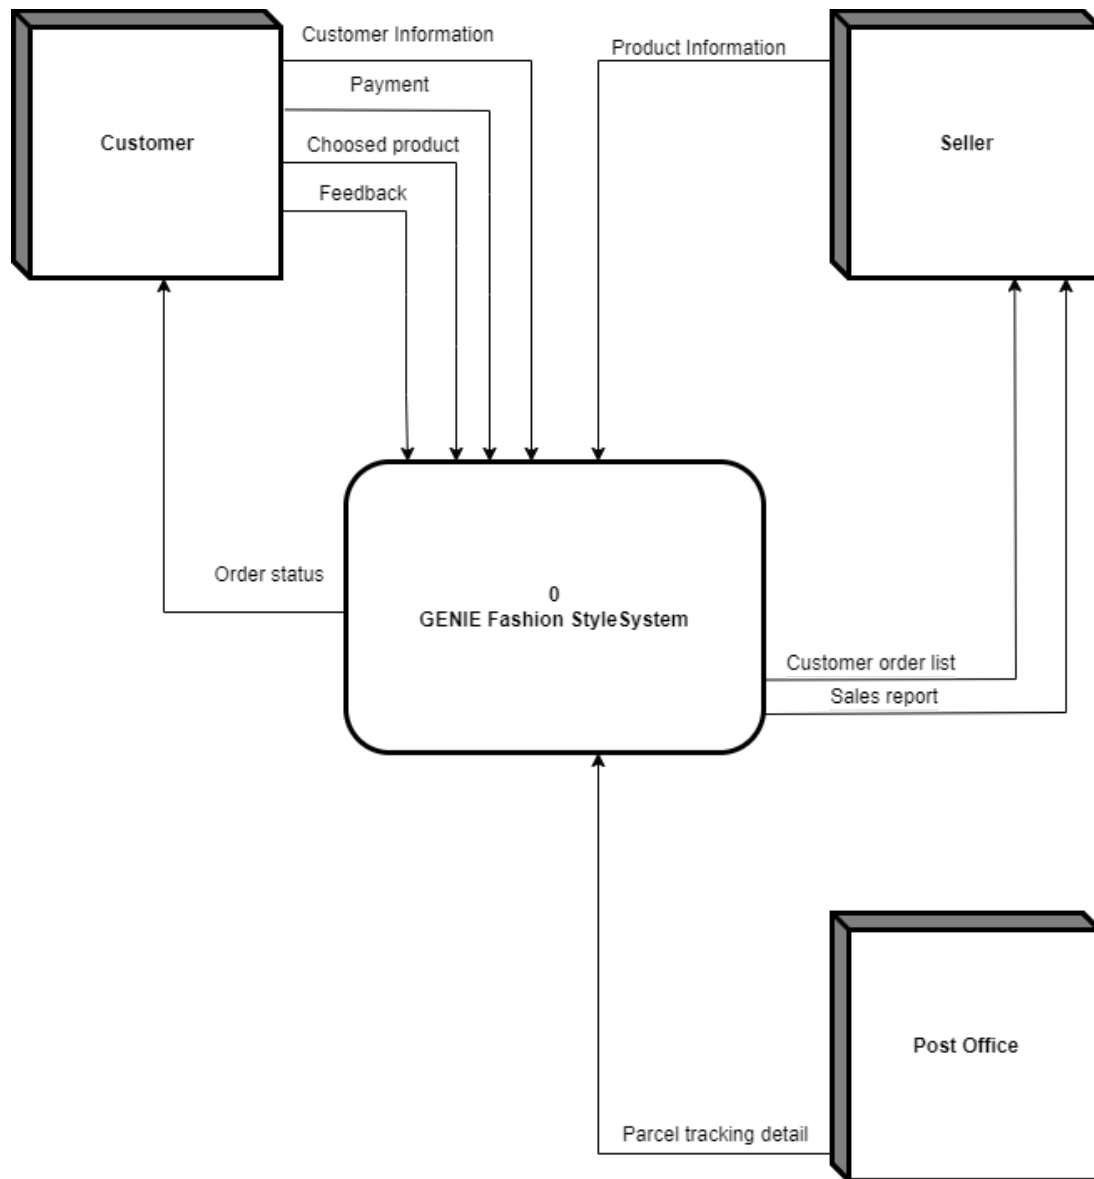 Customer Information
Product Information
Payment
Customer
Choosed product
Seller
Feedback
Order status
0
GENIE Fashion StyleSystem
Customer order list
Sales report
Post Office
Parcel tracking detail